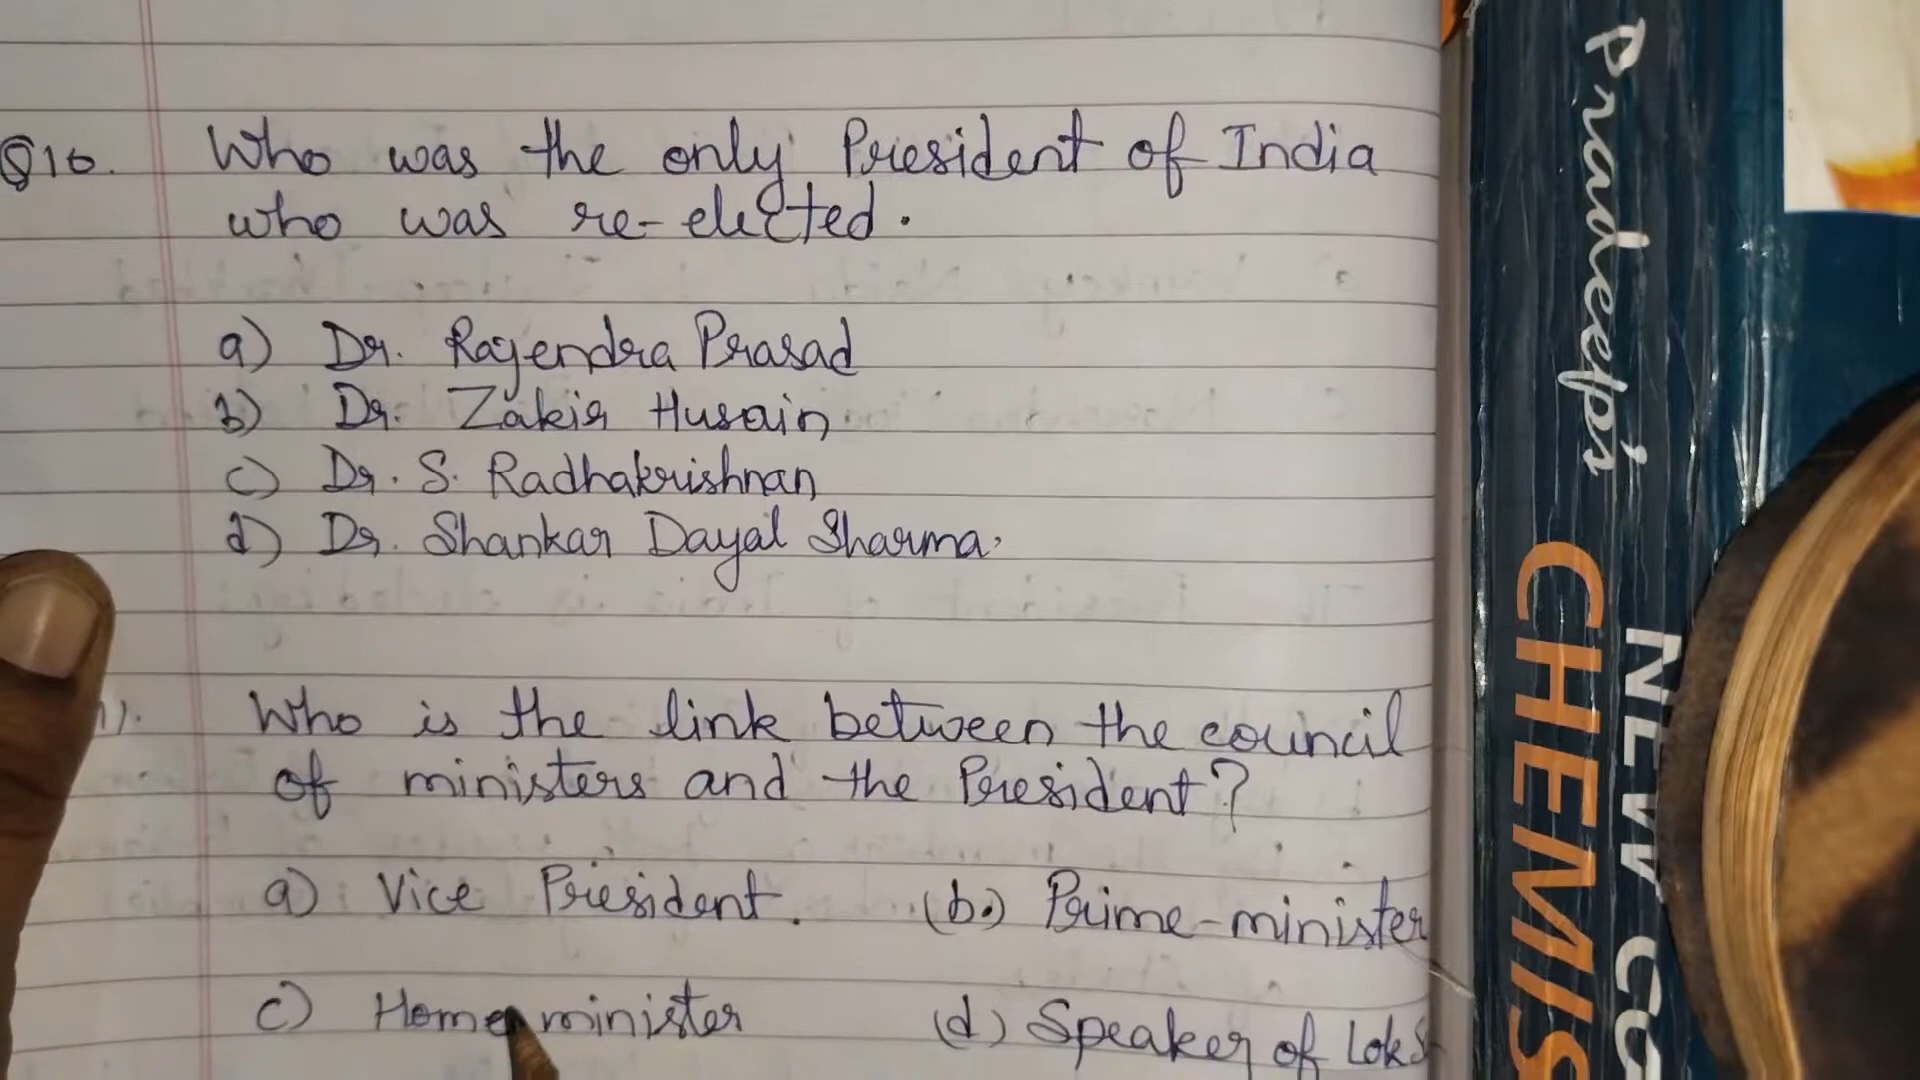 Q10. Who was the only President of India
who was re-elected.
a) Dr. Rajendra Prasad
b) Dr. Zakir Husain.
c) Dr. S. Radhakrishnan
d) Dr. Shankar Dayal Sharma.
Who is the link between the council
of ministers and the President?
a) Vice President. (b.) Prime-minister
c) Home minister (d) Speaker of Lok S
Pradeep's
NEW CO
CHEMIS